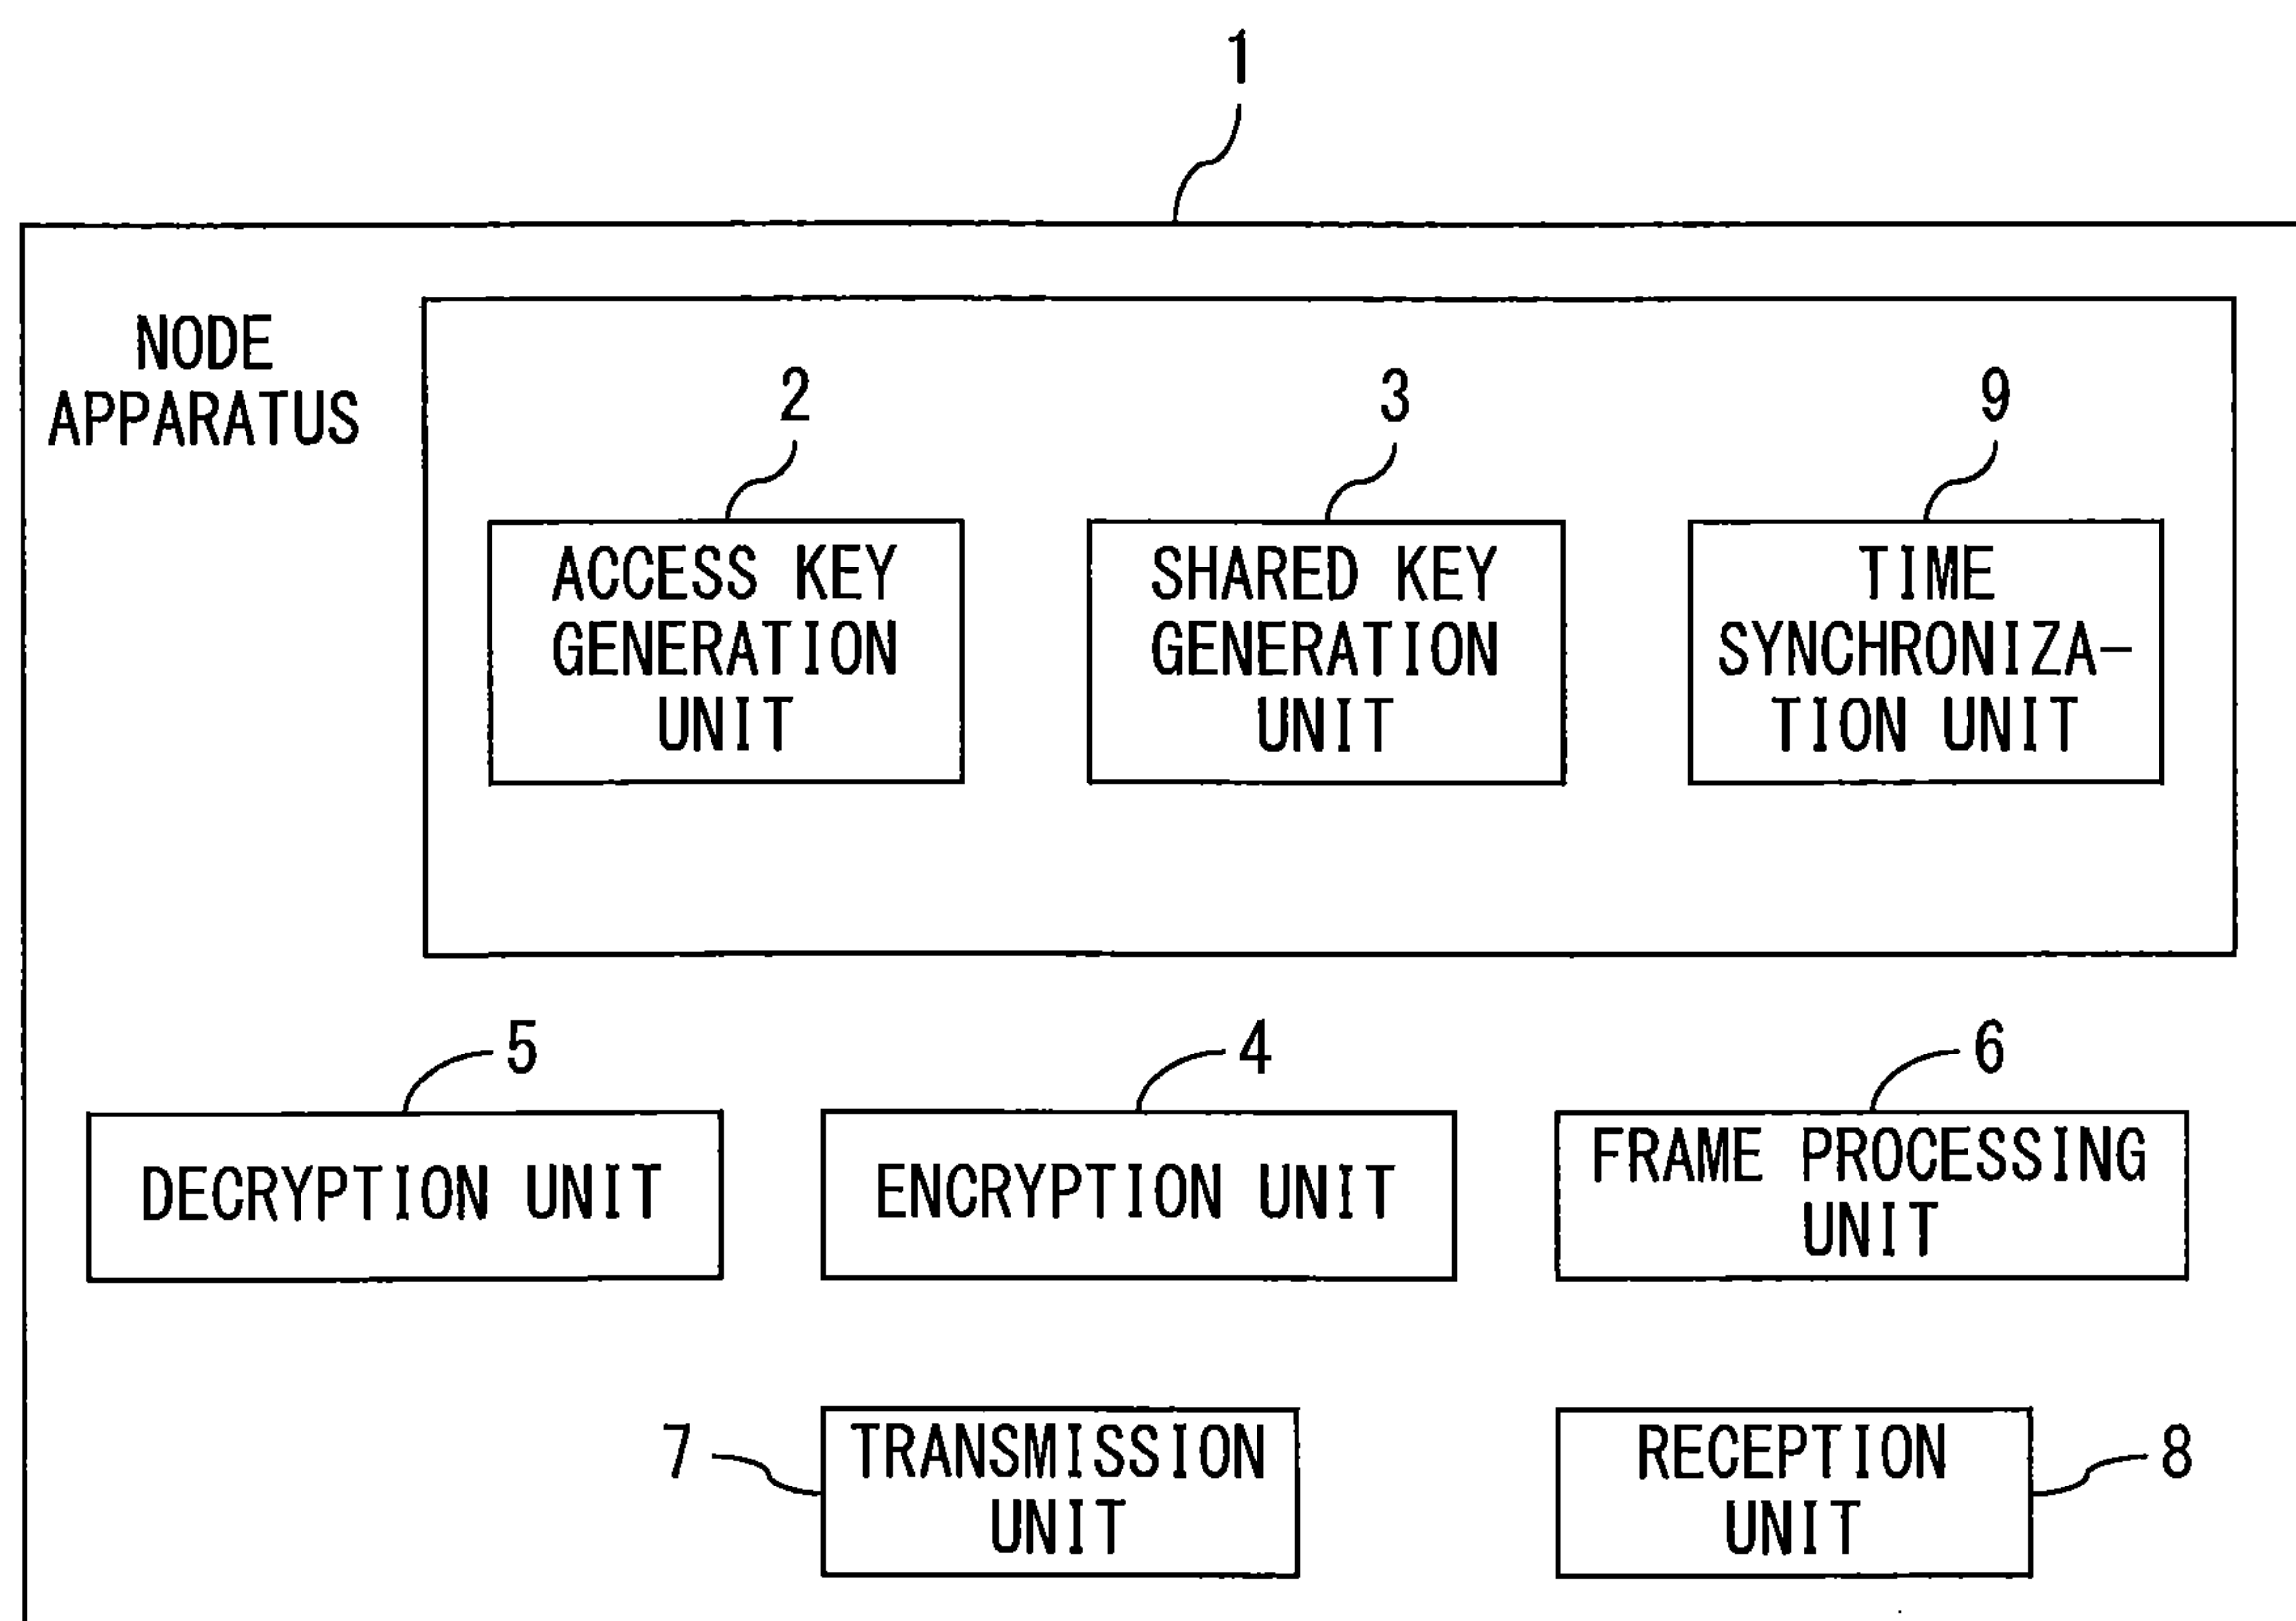 1
NODE
APPARATUS
2
3
9
ACCESS KEY
GENERATION
UNIT
SHARED KEY
GENERATION
UNIT
TIME
SYNCHRONIZA-
TION UNIT
5
4
6
DECRYPTION UNIT
ENCRYPTION UNIT
FRAME PROCESSING
UNIT
7
TRANSMISSION
UNIT
RECEPTION
UNIT
8